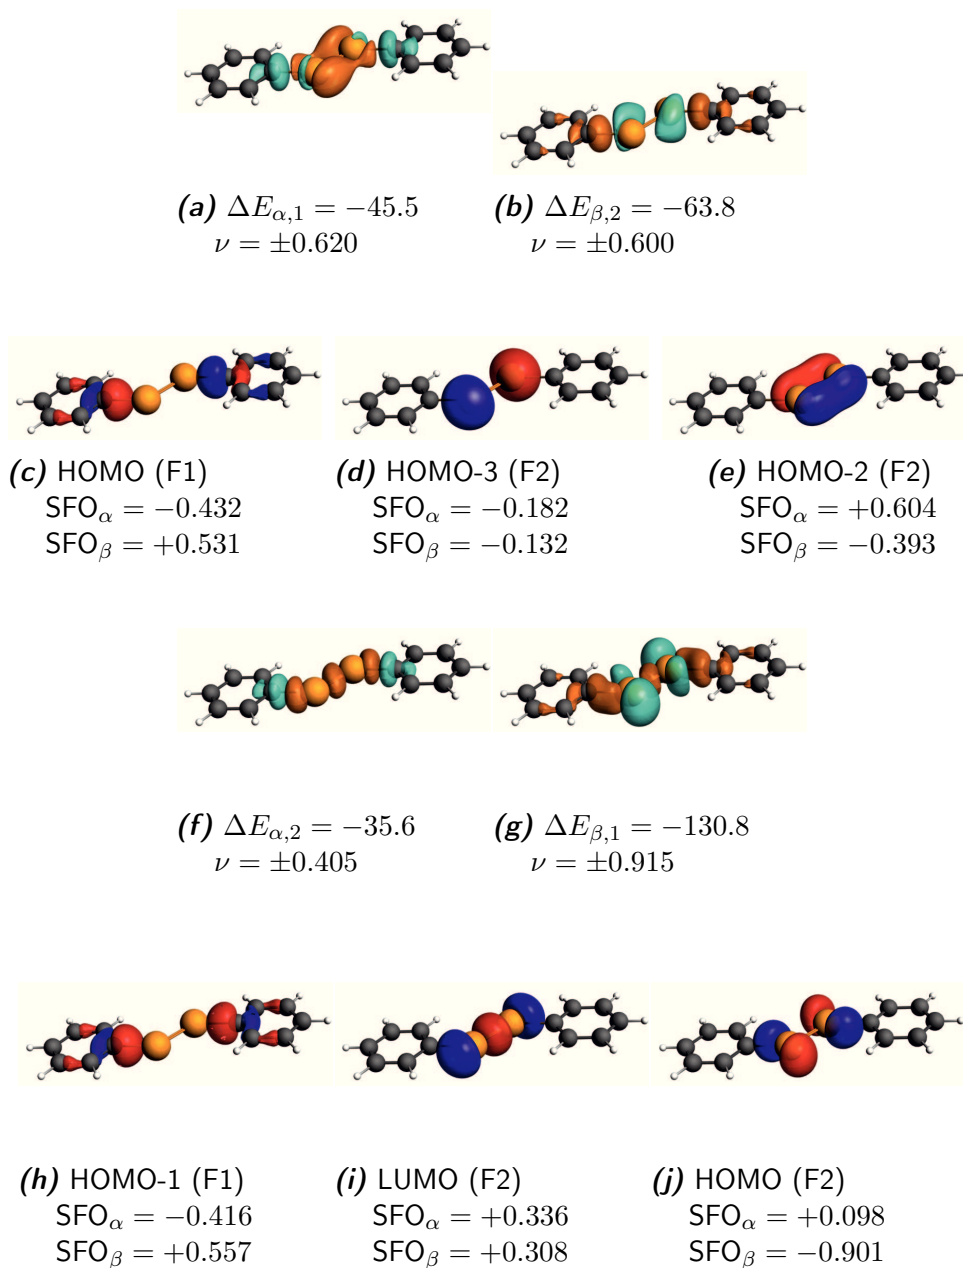 (a) ΔE_{α,1} = −45.5
ν = ±0.620
(b) ΔE_{β,2} = −63.8
ν = ±0.600
(c) HOMO (F1)
SFO_α = −0.432
SFO_β = +0.531
(d) HOMO-3 (F2)
SFO_α = −0.182
SFO_β = −0.132
(e) HOMO-2 (F2)
SFO_α = +0.604
SFO_β = −0.393
(f) ΔE_{α,2} = −35.6
ν = ±0.405
(g) ΔE_{β,1} = −130.8
ν = ±0.915
(h) HOMO-1 (F1)
SFO_α = −0.416
SFO_β = +0.557
(i) LUMO (F2)
SFO_α = +0.336
SFO_β = +0.308
(j) HOMO (F2)
SFO_α = +0.098
SFO_β = −0.901